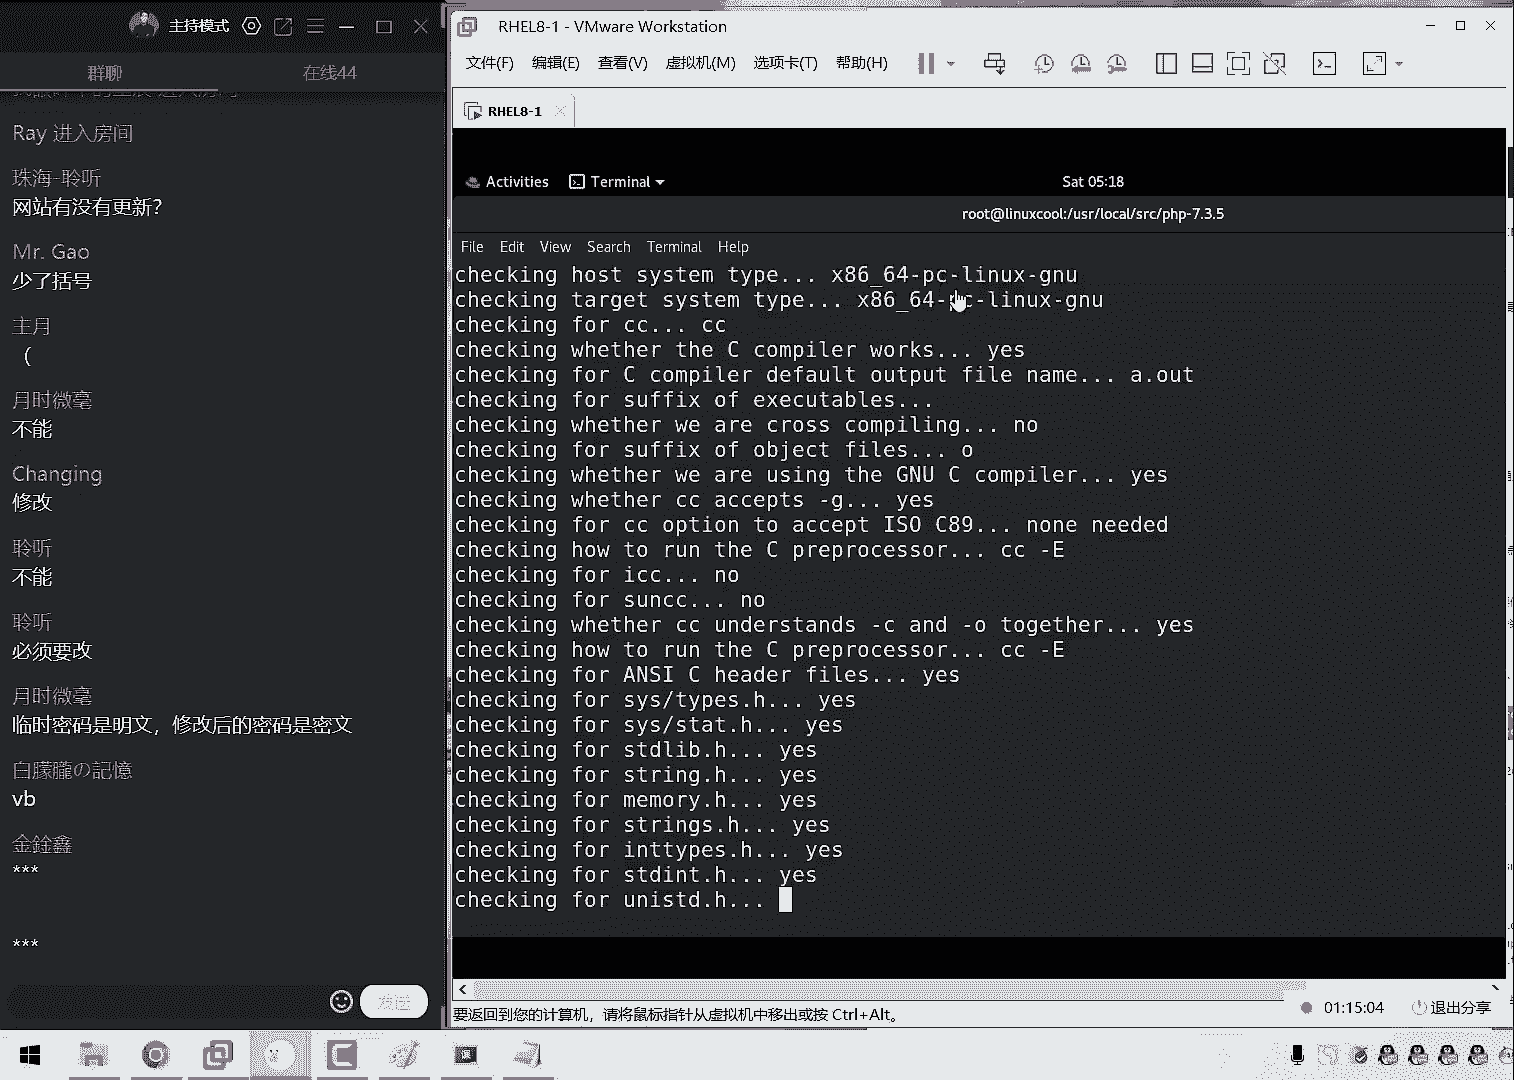 主持模式
群聊
在线44
Ray 进入房间
珠海-聆听
网站有没有更新?
Mr. Gao
少了括号
主月
(
月时微毫
不能
Changing
修改
聆听
不能
聆听
必须要改
月时微毫
临时密码是明文，修改后的密码是密文
白朦朧の記憶
vb
金銓鑫
***
***
发送
RHEL8-1 - VMware Workstation
文件(F) 编辑(E) 查看(V) 虚拟机(M) 选项卡(T) 帮助(H)
RHEL8-1
Activities Terminal Sat 05:18
root@linuxcool:/usr/local/src/php-7.3.5
File Edit View Search Terminal Help
checking host system type... x86_64-pc-linux-gnu
checking target system type... x86_64-pc-linux-gnu
checking for cc... cc
checking whether the C compiler works... yes
checking for C compiler default output file name... a.out
checking for suffix of executables...
checking whether we are cross compiling... no
checking for suffix of object files... o
checking whether we are using the GNU C compiler... yes
checking whether cc accepts -g... yes
checking for cc option to accept ISO C89... none needed
checking how to run the C preprocessor... cc -E
checking for icc... no
checking for suncc... no
checking whether cc understands -c and -o together... yes
checking how to run the C preprocessor... cc -E
checking for ANSI C header files... yes
checking for sys/types.h... yes
checking for sys/stat.h... yes
checking for stdlib.h... yes
checking for string.h... yes
checking for memory.h... yes
checking for strings.h... yes
checking for inttypes.h... yes
checking for stdint.h... yes
checking for unistd.h...
要返回到您的计算机，请将鼠标指针从虚拟机中移出或按 Ctrl+Alt。
01:15:04 退出分享